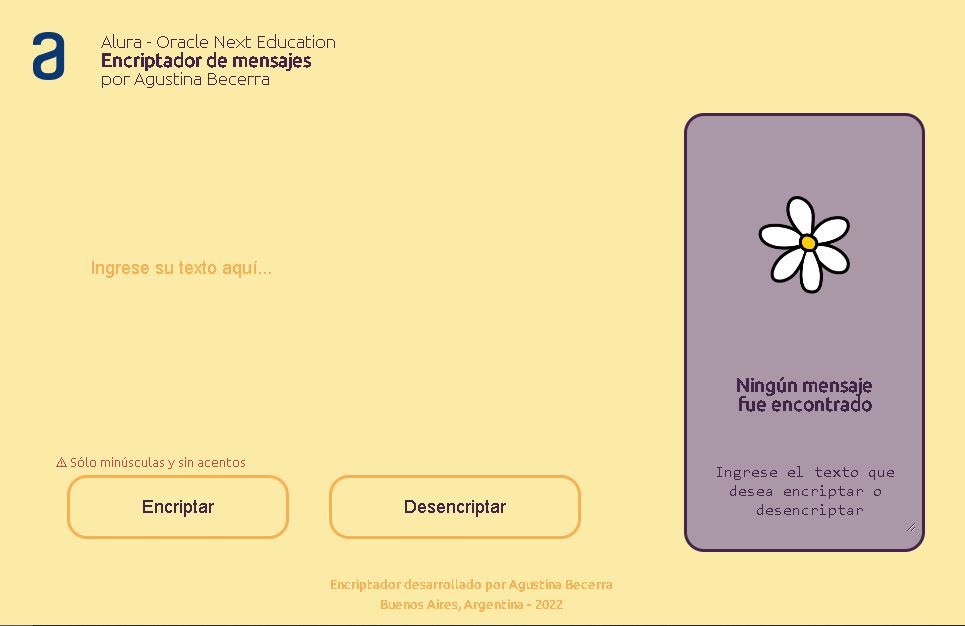 a
Alura - Oracle Next Education
Encriptador de mensajes
por Agustina Becerra
Ingrese su texto aquí...
⚠ Sólo minúsculas y sin acentos
Encriptar
Desencriptar
Ningún mensaje
fue encontrado
Ingrese el texto que
desea encriptar o
desencriptar
Encriptador desarrollado por Agustina Becerra
Buenos Aires, Argentina - 2022